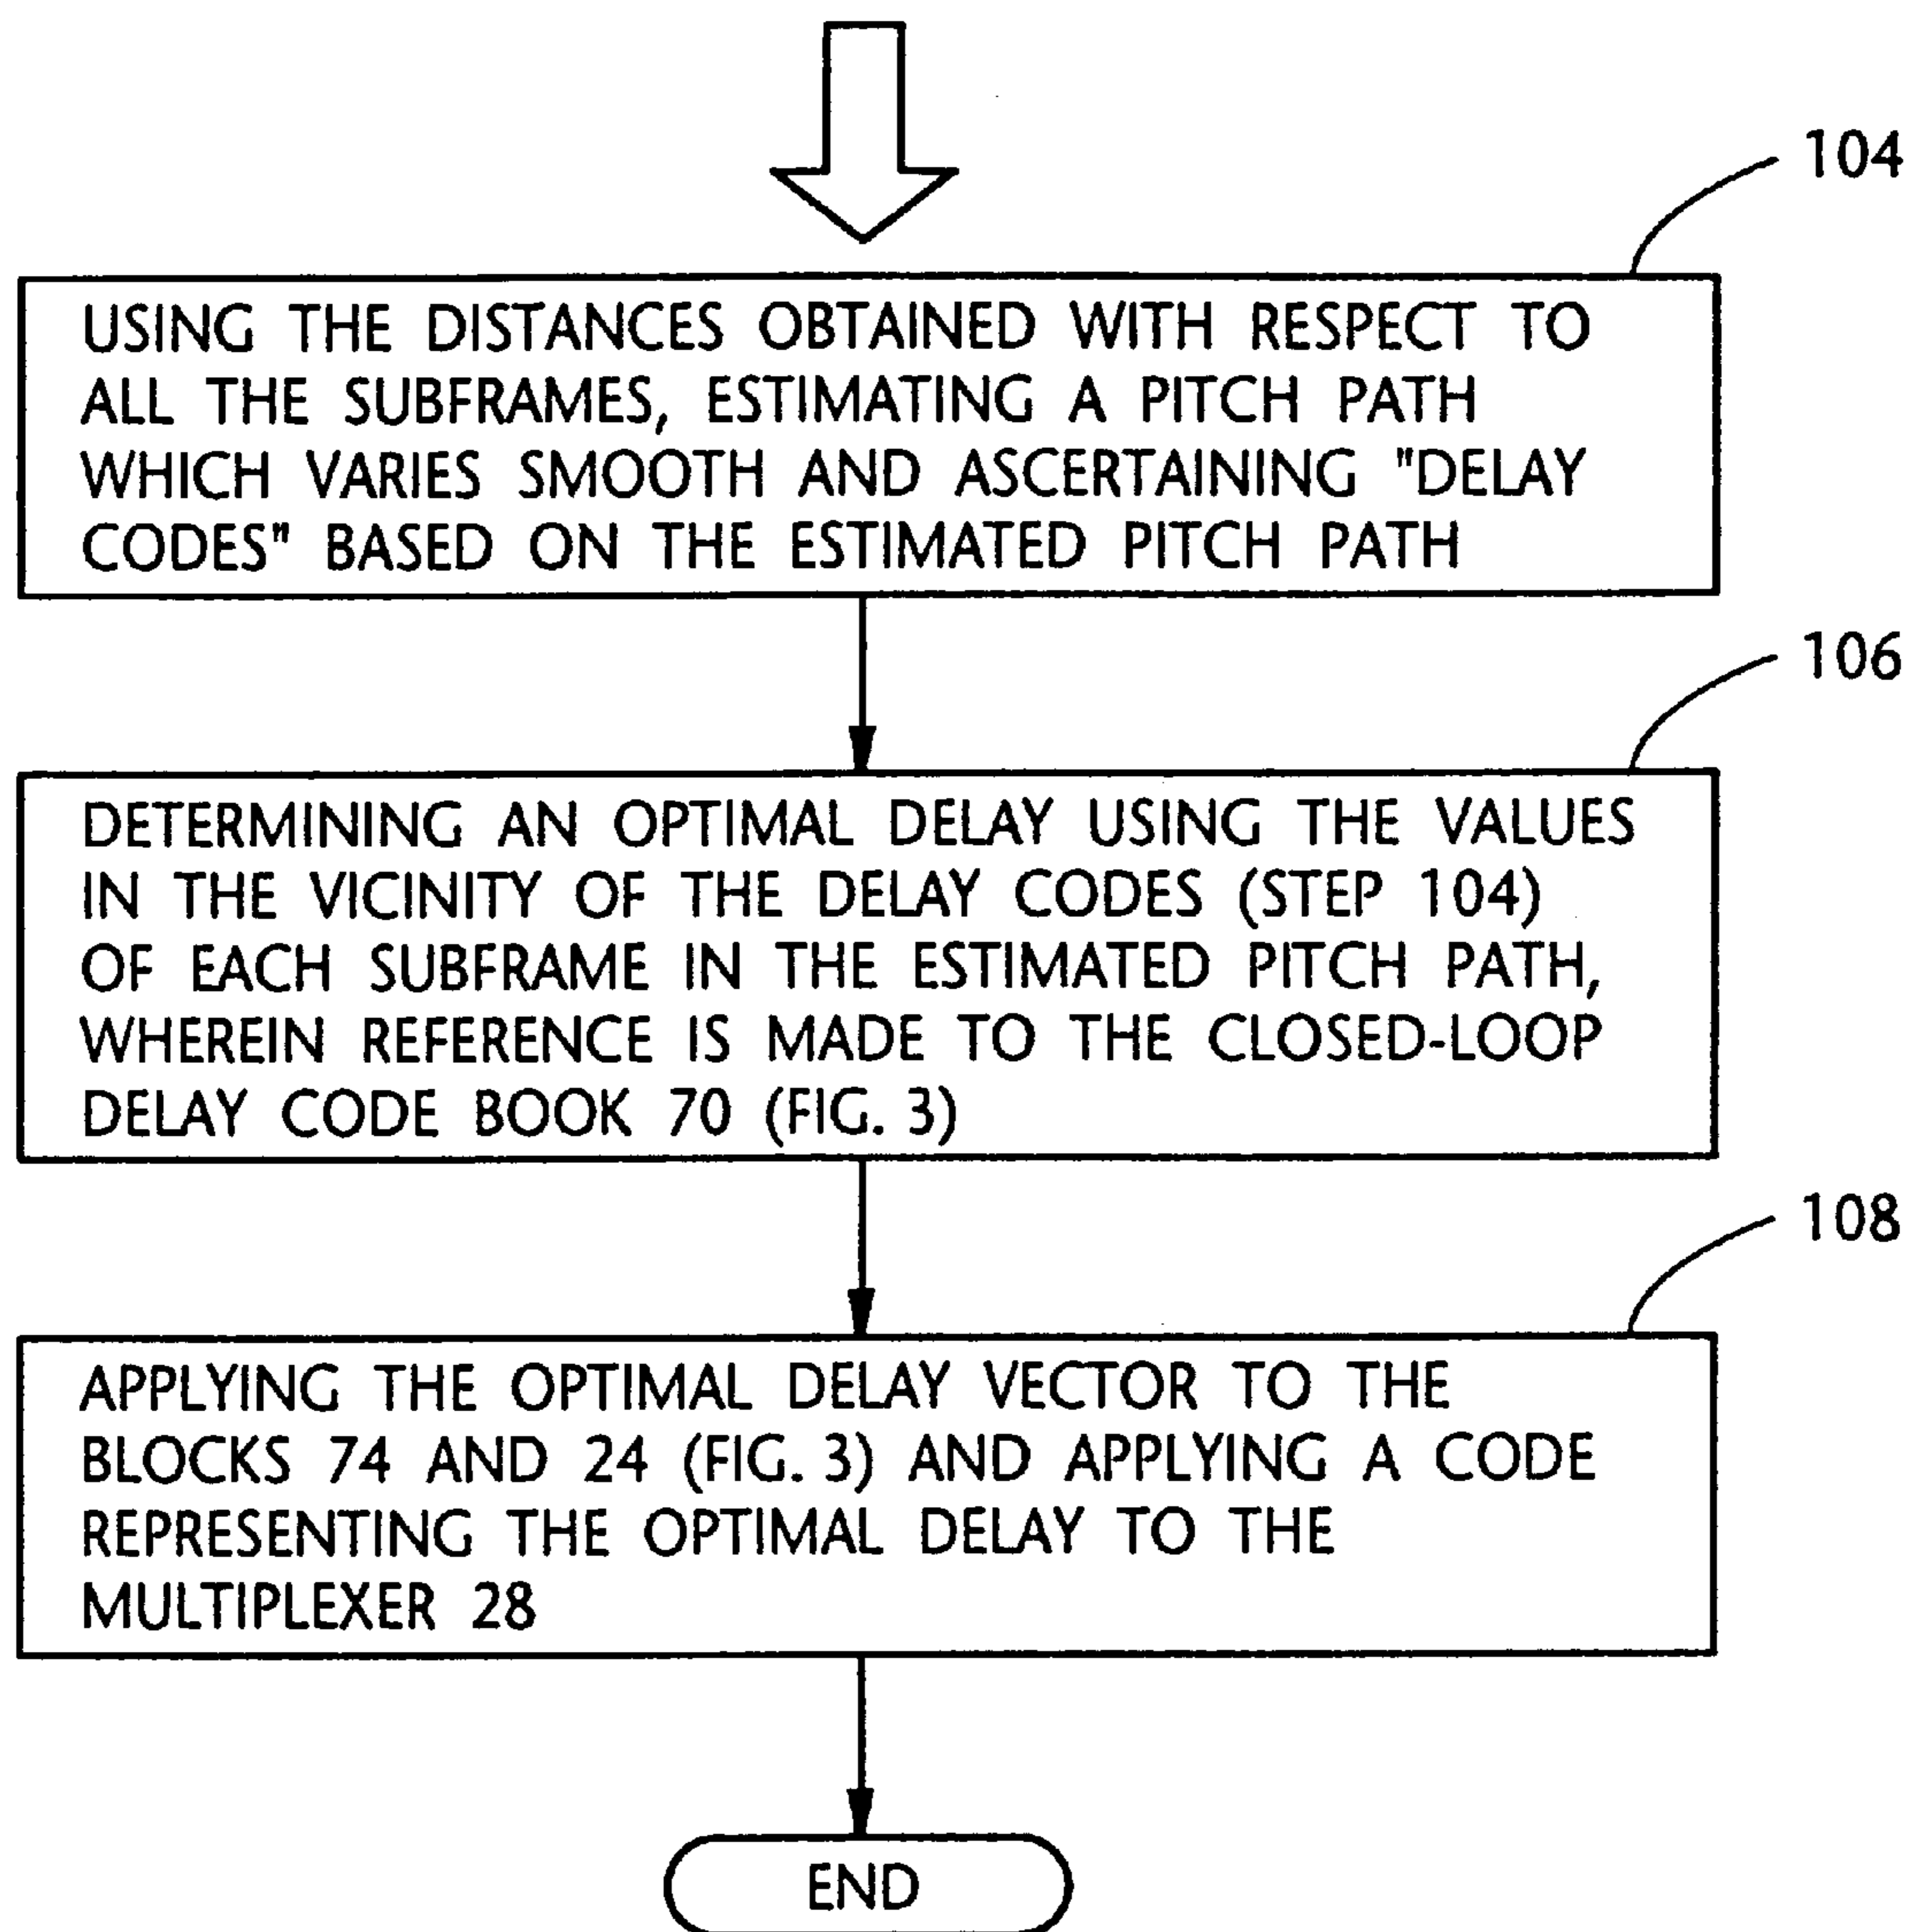 104
USING THE DISTANCES OBTAINED WITH RESPECT TO
ALL THE SUBFRAMES, ESTIMATING A PITCH PATH
WHICH VARIES SMOOTH AND ASCERTAINING "DELAY
CODES" BASED ON THE ESTIMATED PITCH PATH
106
DETERMINING AN OPTIMAL DELAY USING THE VALUES
IN THE VICINITY OF THE DELAY CODES (STEP 104)
OF EACH SUBFRAME IN THE ESTIMATED PITCH PATH,
WHEREIN REFERENCE IS MADE TO THE CLOSED-LOOP
DELAY CODE BOOK 70 (FIG. 3)
108
APPLYING THE OPTIMAL DELAY VECTOR TO THE
BLOCKS 74 AND 24 (FIG. 3) AND APPLYING A CODE
REPRESENTING THE OPTIMAL DELAY TO THE
MULTIPLEXER 28
END